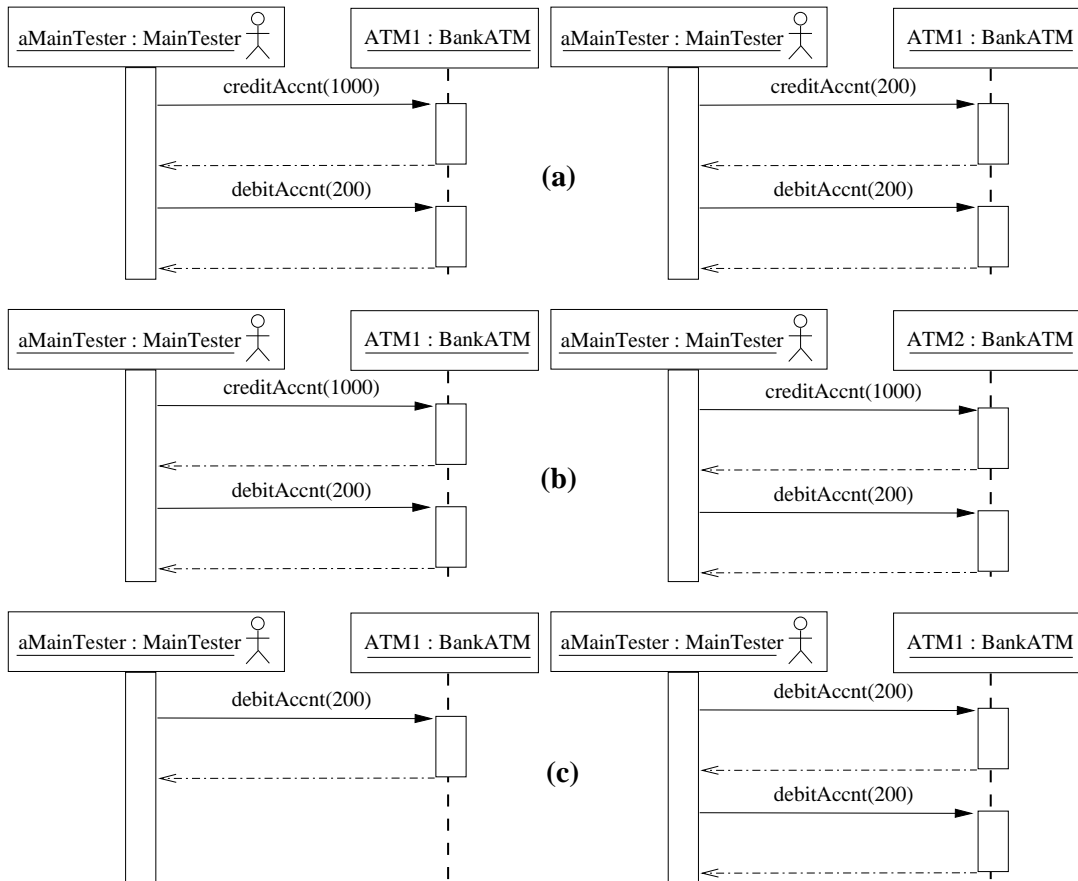 aMainTester : MainTester ATM1 : BankATM aMainTester : MainTester ATM1 : BankATM
creditAccnt(1000) creditAccnt(200)
(a)
debitAccnt(200) debitAccnt(200)
aMainTester : MainTester ATM1 : BankATM aMainTester : MainTester ATM2 : BankATM
creditAccnt(1000) creditAccnt(1000)
(b)
debitAccnt(200) debitAccnt(200)
aMainTester : MainTester ATM1 : BankATM aMainTester : MainTester ATM1 : BankATM
debitAccnt(200) debitAccnt(200)
(c)
debitAccnt(200)